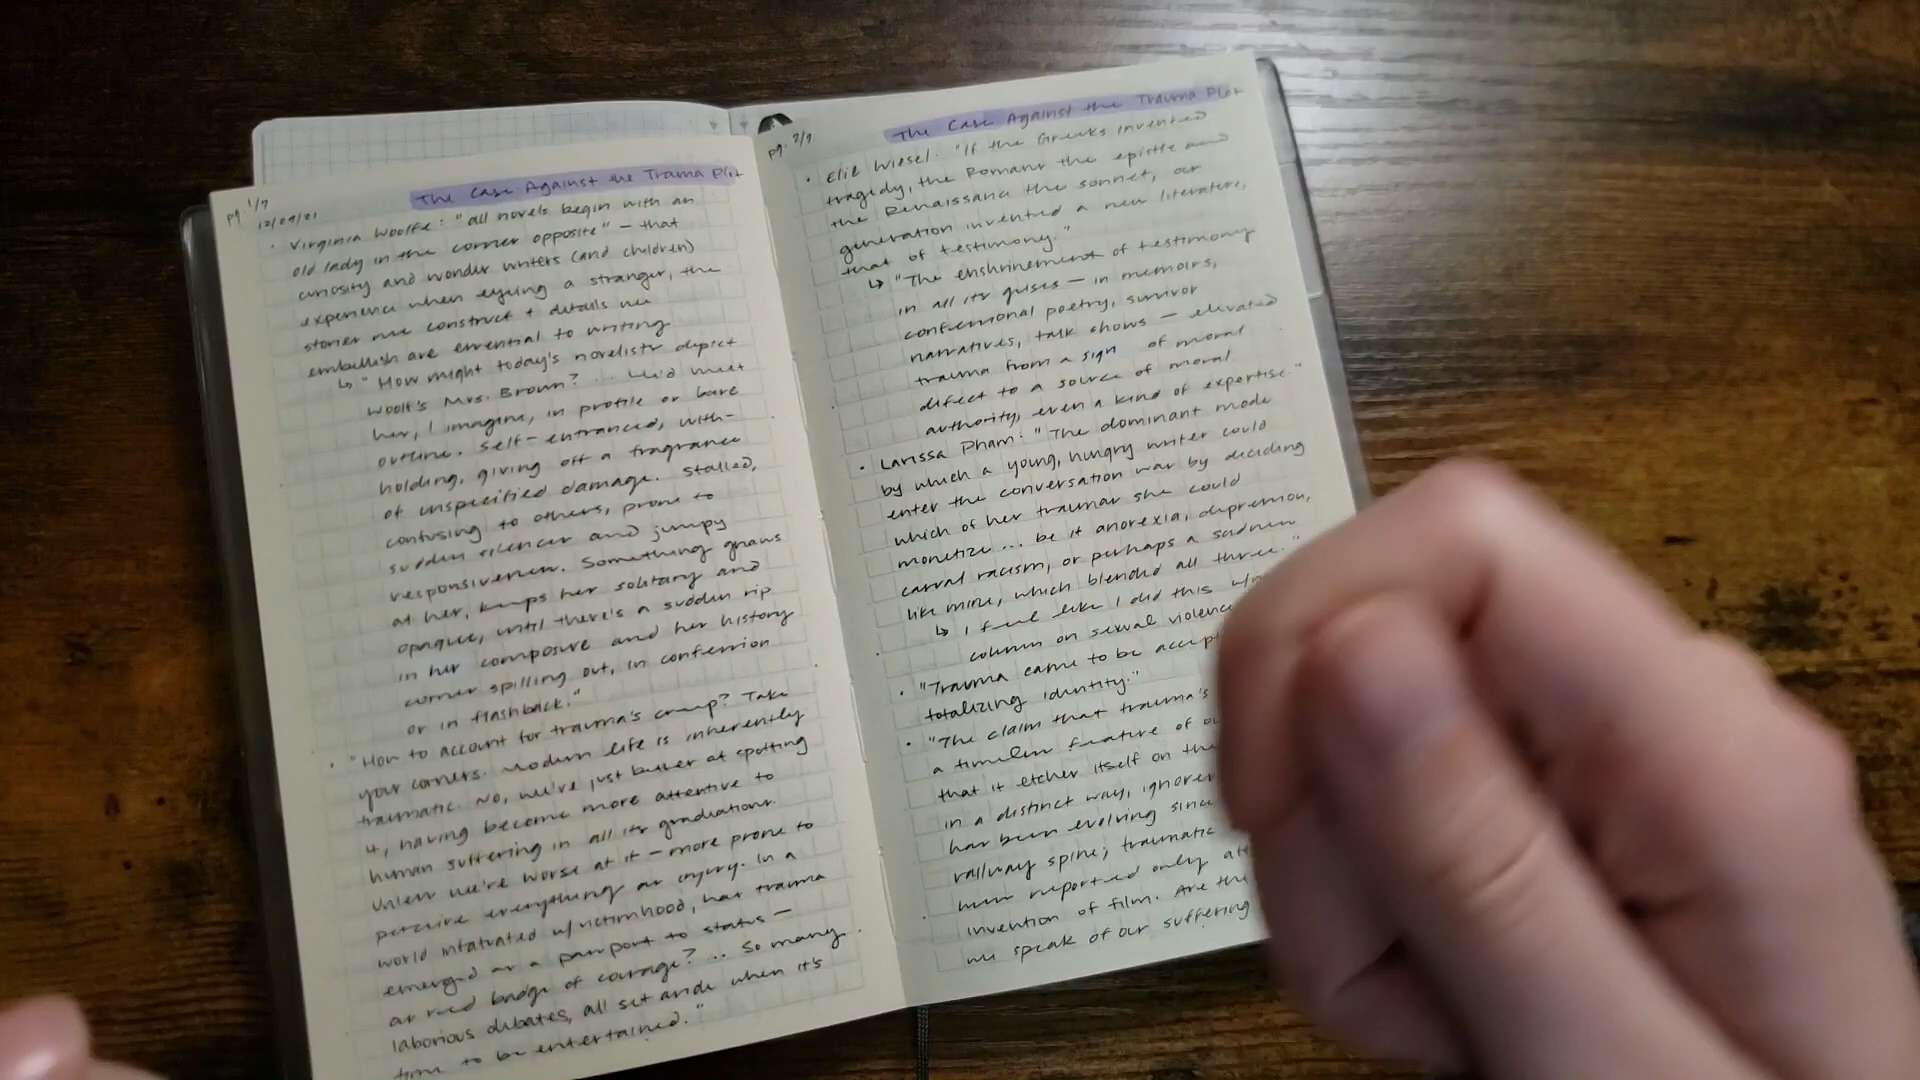 The Case Against the Trauma Plot
pg. 1/7
12/29/21
• Virginia Woolfe: "all novels begin with an
old lady in the corner opposite" – that
curiosity and wonder writers (and children)
experience when eyeing a stranger, the
stories we construct + details we
embellish are essential to writing
↳ "How might today's novelists depict
Woolf's Mrs. Brown? ... We'd meet
her, I imagine, in profile or bare
outline. Self-entranced, with-
holding, giving off a fragrance
of unspecified damage. Stalled,
confusing to others, prone to
sudden silences and jumpy
responsiveness. Something gnaws
at her, keeps her solitary and
opaque, until there's a sudden rip
in her composure and her history
comes spilling out, in confession
or in flashback."
• "How to account for trauma's creep? Take
your corners. Modern life is inherently
traumatic. No, we're just better at spotting
it, having become more attentive to
human suffering in all its gradations.
Unless we're worse at it – more prone to
perceive everything as injury. In a
world infatuated w/victimhood, has trauma
emerged as a passport to status –
as red badge of courage? .. So many
laborious debates, all set aside when it's
time to be entertained."
pg. 2/7
The Case Against the Trauma Plot
• Elie Wiesel: "If the Greeks invented
tragedy, the Romans the epistle and
the Renaissance the sonnet, our
generation invented a new literature,
that of testimony."
↳ "The enshrinement of testimony
in all its guises – in memoirs,
confessional poetry, survivor
narratives, talk shows – elevated
trauma from a sign of moral
defect to a source of moral
authority, even a kind of expertise."
• Larissa Pham: "The dominant mode
by which a young, hungry writer could
enter the conversation was by deciding
which of her traumas she could
monetize ... be it anorexia, depression,
casual racism, or perhaps a sadness
like mine, which blended all three."
↳ I feel like I did this w/
column on sexual violence
• "Trauma came to be accep
totalizing identity."
• "The claim that trauma's
a timeless feature of
that it etches itself on th
in a distinct way, ignores
has been evolving since
railway spine; traumatic
were reported only aft
invention of film. Are the
we speak of our suffering